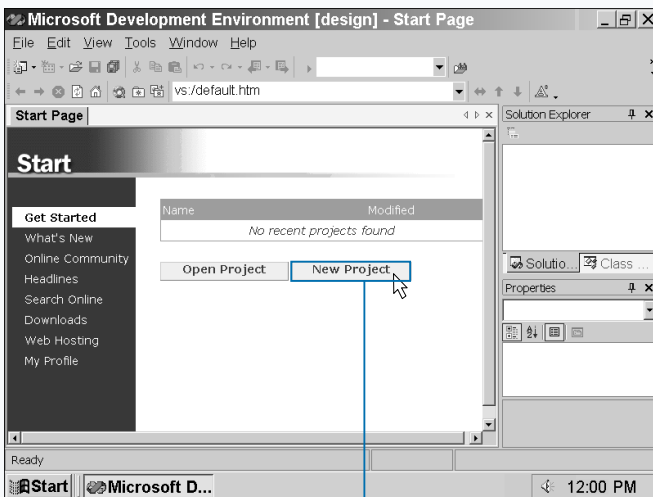 Microsoft Development Environment [design] - Start Page
File Edit View Tools Window Help
vs:/default.htm
Start Page
Solution Explorer
Start
Get Started
What's New
Online Community
Headlines
Search Online
Downloads
Web Hosting
My Profile
Name Modified
No recent projects found
Open Project New Project
Solutio... Class ...
Properties
Ready
Start Microsoft D... 12:00 PM